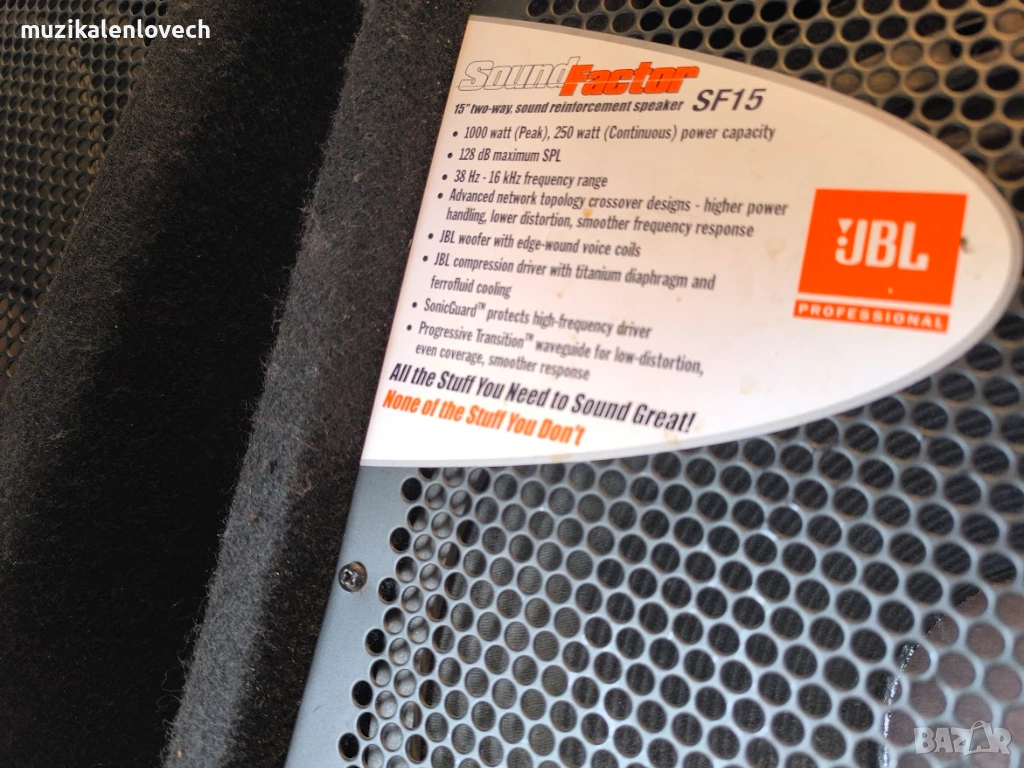 muzikalenlovech
SoundFactor
15" two-way, sound reinforcement speaker SF15
• 1000 watt (Peak), 250 watt (Continuous) power capacity
• 128 dB maximum SPL
• 38 Hz - 16 kHz frequency range
• Advanced network topology crossover designs - higher power
handling, lower distortion, smoother frequency response
• JBL woofer with edge-wound voice coils
• JBL compression driver with titanium diaphragm and
ferrofluid cooling
• SonicGuard™ protects high-frequency driver
• Progressive Transition™ waveguide for low-distortion,
even coverage, smoother response
All the Stuff You Need to Sound Great!
None of the Stuff You Don't
JBL
PROFESSIONAL
BAZAR